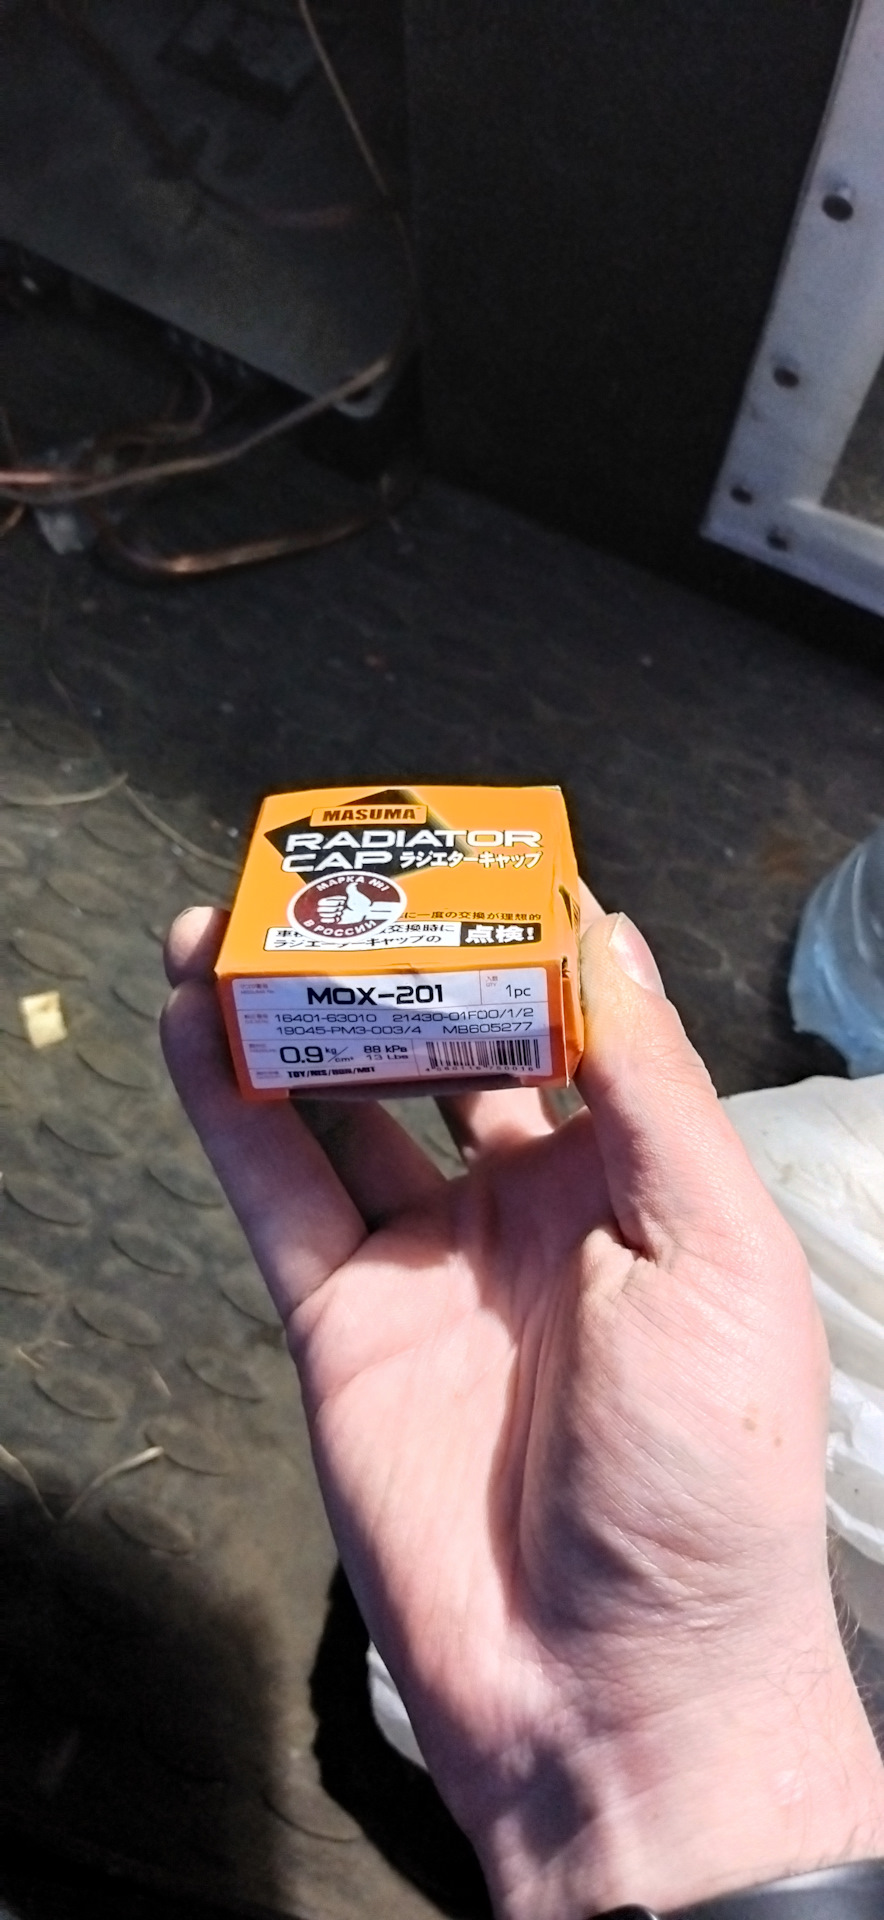 MASUMA
RADIATOR
CAP ラジエターキャップ
МАРКА №1
В РОССИИ
に一度の交換が理想的
交換時に
ラジエーターキャップの
点検!
MOX-201
1pc
16401-63010 21430-01F00/1/2
19045-PM3-003/4 MB605277
0.9 kg/cm² 88 kPa
13 Lbs
TOY/NIS/HON/MIT